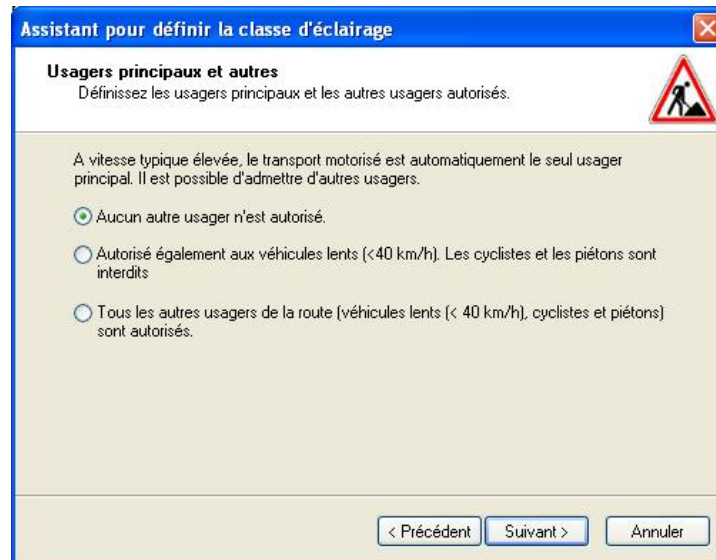 Assistant pour définir la classe d'éclairage
Usagers principaux et autres
Définissez les usagers principaux et les autres usagers autorisés.
A vitesse typique élevée, le transport motorisé est automatiquement le seul usager
principal. Il est possible d'admettre d'autres usagers.
Aucun autre usager n'est autorisé.
Autorisé également aux véhicules lents (<40 km/h). Les cyclistes et les piétons sont
interdits
Tous les autres usagers de la route (véhicules lents (< 40 km/h), cyclistes et piétons)
sont autorisés.
< Précédent Suivant > Annuler